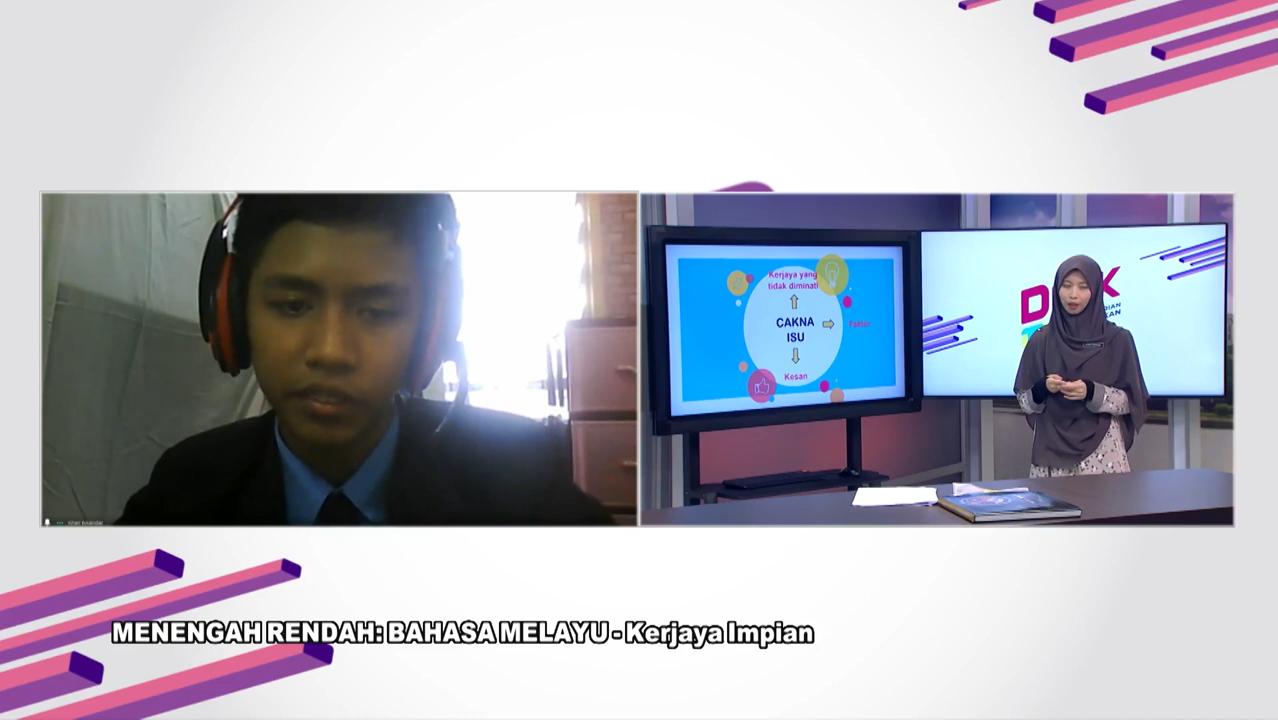 Kerjaya yang
tidak diminati
CAKNA
ISU
Faktor
Kesan
MENENGAH RENDAH: BAHASA MELAYU - Kerjaya Impian